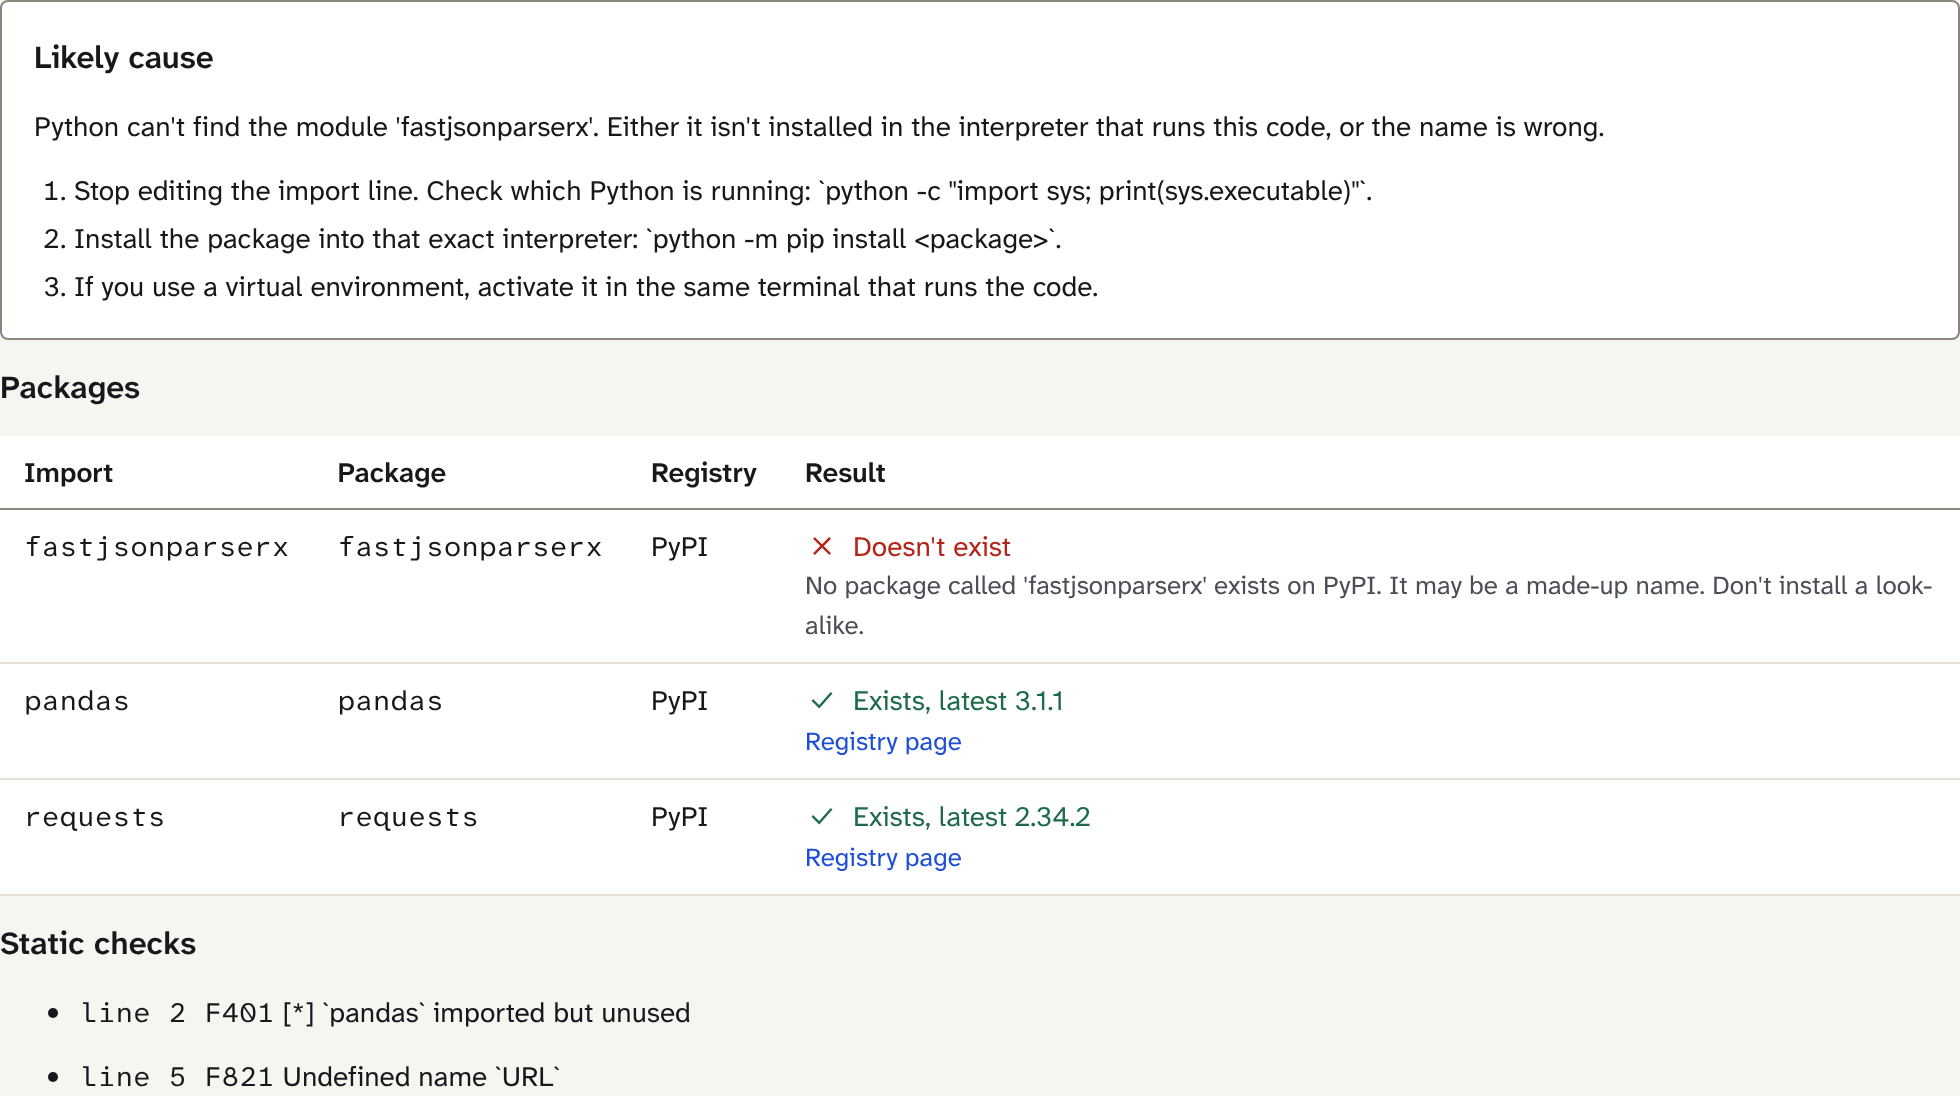 Likely cause
Python can't find the module 'fastjsonparserx'. Either it isn't installed in the interpreter that runs this code, or the name is wrong.
1. Stop editing the import line. Check which Python is running: `python -c "import sys; print(sys.executable)"`.
2. Install the package into that exact interpreter: `python -m pip install <package>`.
3. If you use a virtual environment, activate it in the same terminal that runs the code.
Packages
Import Package Registry Result
fastjsonparserx fastjsonparserx PyPI ✕ Doesn't exist
No package called 'fastjsonparserx' exists on PyPI. It may be a made-up name. Don't install a look-
alike.
pandas pandas PyPI ✓ Exists, latest 3.1.1
Registry page
requests requests PyPI ✓ Exists, latest 2.34.2
Registry page
Static checks
• line 2 F401 [*] `pandas` imported but unused
• line 5 F821 Undefined name `URL`